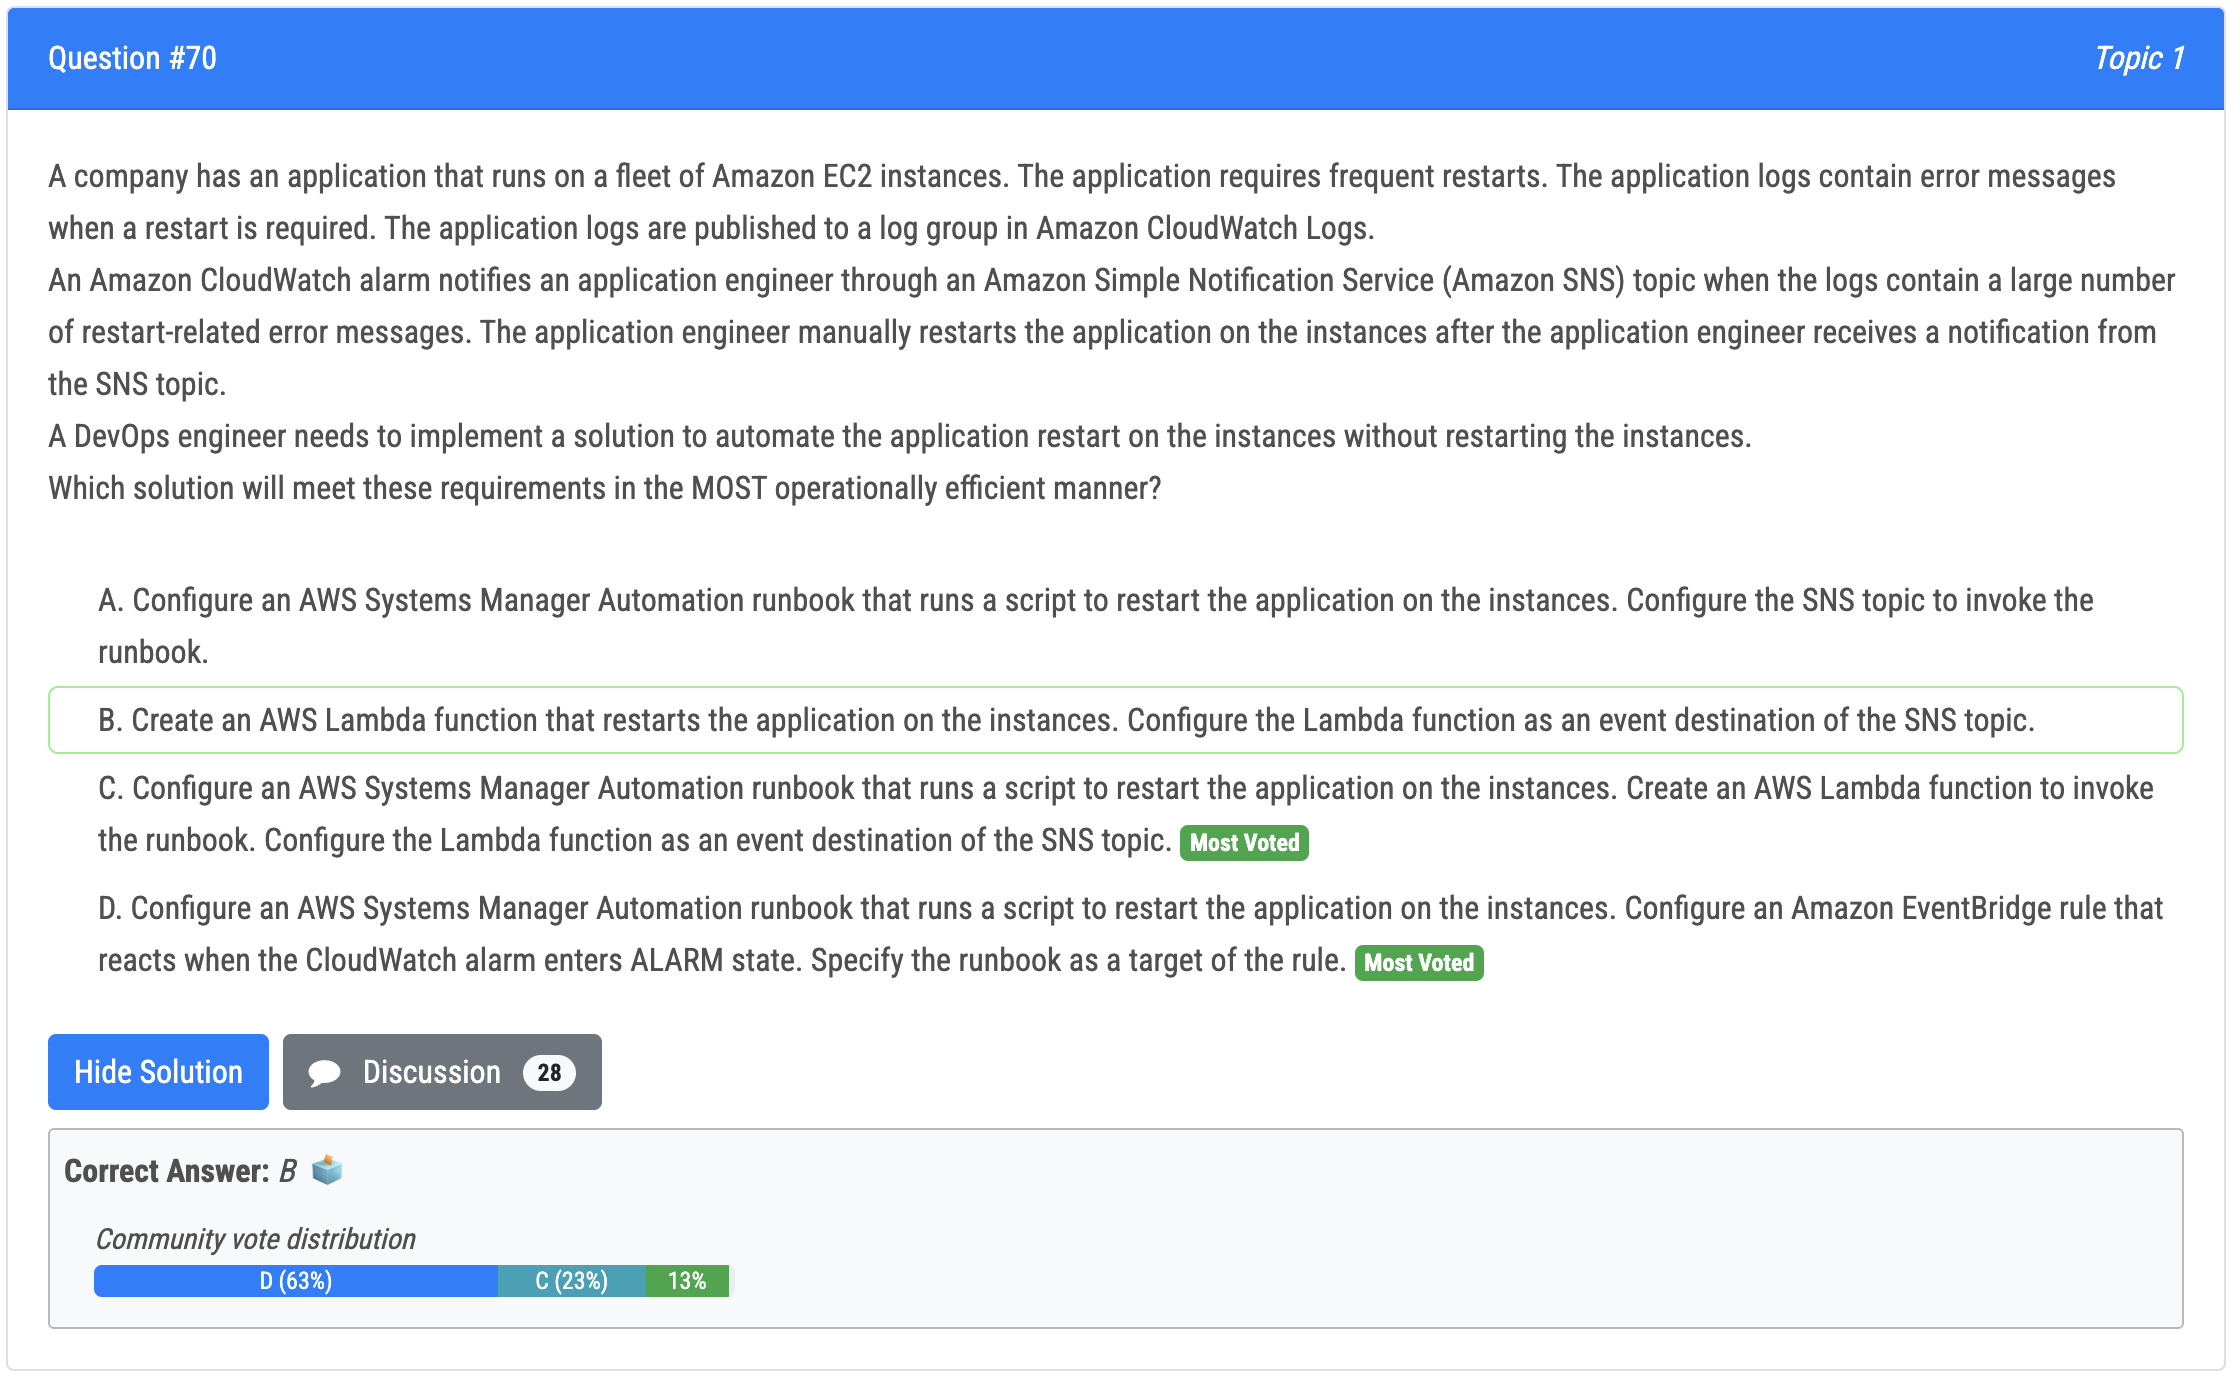 Question #70
Topic 1
A company has an application that runs on a fleet of Amazon EC2 instances. The application requires frequent restarts. The application logs contain error messages
when a restart is required. The application logs are published to a log group in Amazon CloudWatch Logs.
An Amazon CloudWatch alarm notifies an application engineer through an Amazon Simple Notification Service (Amazon SNS) topic when the logs contain a large number
of restart-related error messages. The application engineer manually restarts the application on the instances after the application engineer receives a notification from
the SNS topic.
A DevOps engineer needs to implement a solution to automate the application restart on the instances without restarting the instances.
Which solution will meet these requirements in the MOST operationally efficient manner?
A. Configure an AWS Systems Manager Automation runbook that runs a script to restart the application on the instances. Configure the SNS topic to invoke the
runbook.
B. Create an AWS Lambda function that restarts the application on the instances. Configure the Lambda function as an event destination of the SNS topic.
C. Configure an AWS Systems Manager Automation runbook that runs a script to restart the application on the instances. Create an AWS Lambda function to invoke
the runbook. Configure the Lambda function as an event destination of the SNS topic. Most Voted
D. Configure an AWS Systems Manager Automation runbook that runs a script to restart the application on the instances. Configure an Amazon EventBridge rule that
reacts when the CloudWatch alarm enters ALARM state. Specify the runbook as a target of the rule. Most Voted
Hide Solution
Discussion 28
Correct Answer: B
Community vote distribution
D (63%) C (23%) 13%